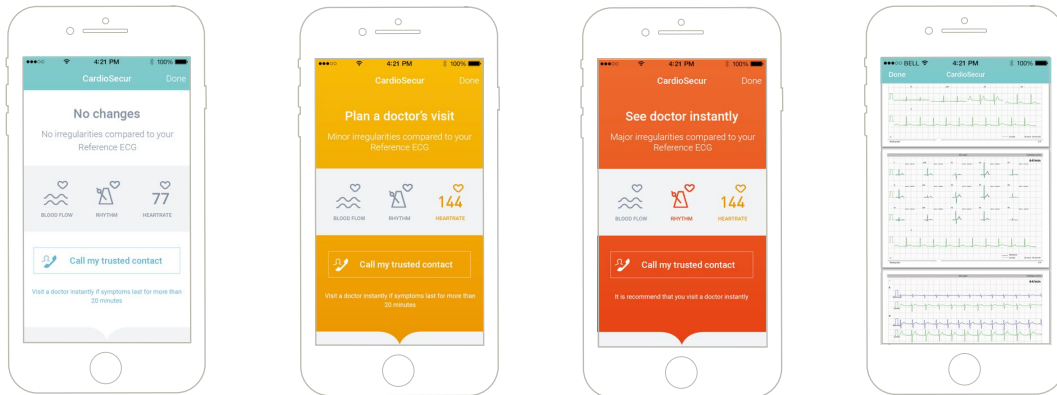 4:21 PM
100%
CardioSecur
Done
No changes
No irregularities compared to your
Reference ECG
77
BLOOD FLOW
RHYTHM
HEARTRATE
Call my trusted contact
Visit a doctor instantly if symptoms last for more than
20 minutes
4:21 PM
100%
CardioSecur
Done
Plan a doctor's visit
Minor irregularities compared to your
Reference ECG
144
BLOOD FLOW
RHYTHM
HEARTRATE
Call my trusted contact
Visit a doctor instantly if symptoms last for more than
20 minutes
4:21 PM
100%
CardioSecur
Done
See doctor instantly
Major irregularities compared to your
Reference ECG
144
BLOOD FLOW
RHYTHM
HEARTRATE
Call my trusted contact
It is recommend that you visit a doctor instantly
BELL
4:21 PM
100%
Done
CardioSecur